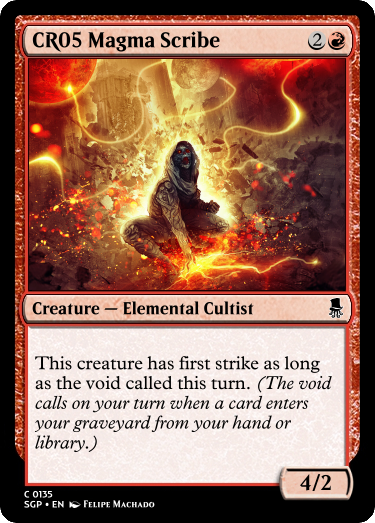 CR05 Magma Scribe 2
Creature — Elemental Cultist
This creature has first strike as long
as the void called this turn. (The void
calls on your turn when a card enters
your graveyard from your hand or
library.)
4/2
C 0135
SGP • EN Felipe Machado